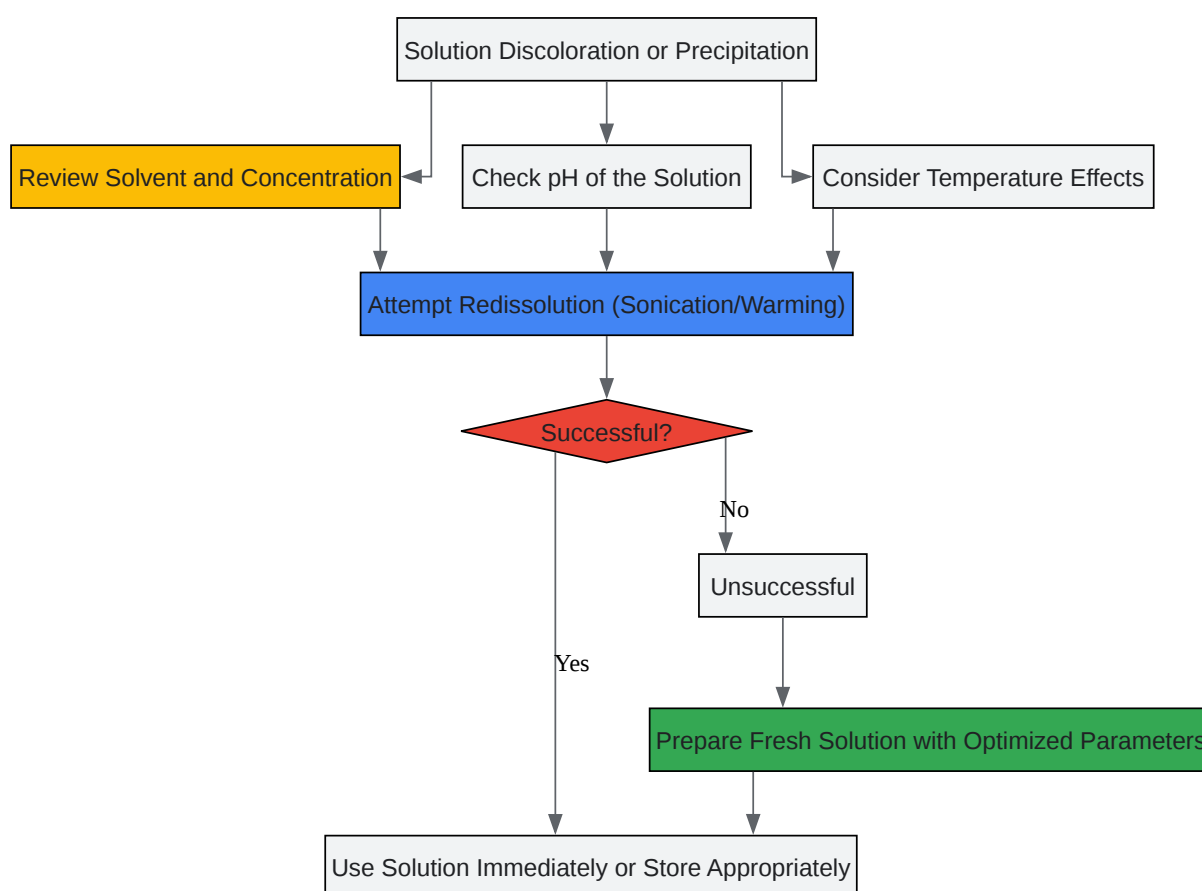 Solution Discoloration or Precipitation
Review Solvent and Concentration
Check pH of the Solution
Consider Temperature Effects
Attempt Redissolution (Sonication/Warming)
Successful?
No
Unsuccessful
Yes
Prepare Fresh Solution with Optimized Parameters
Use Solution Immediately or Store Appropriately